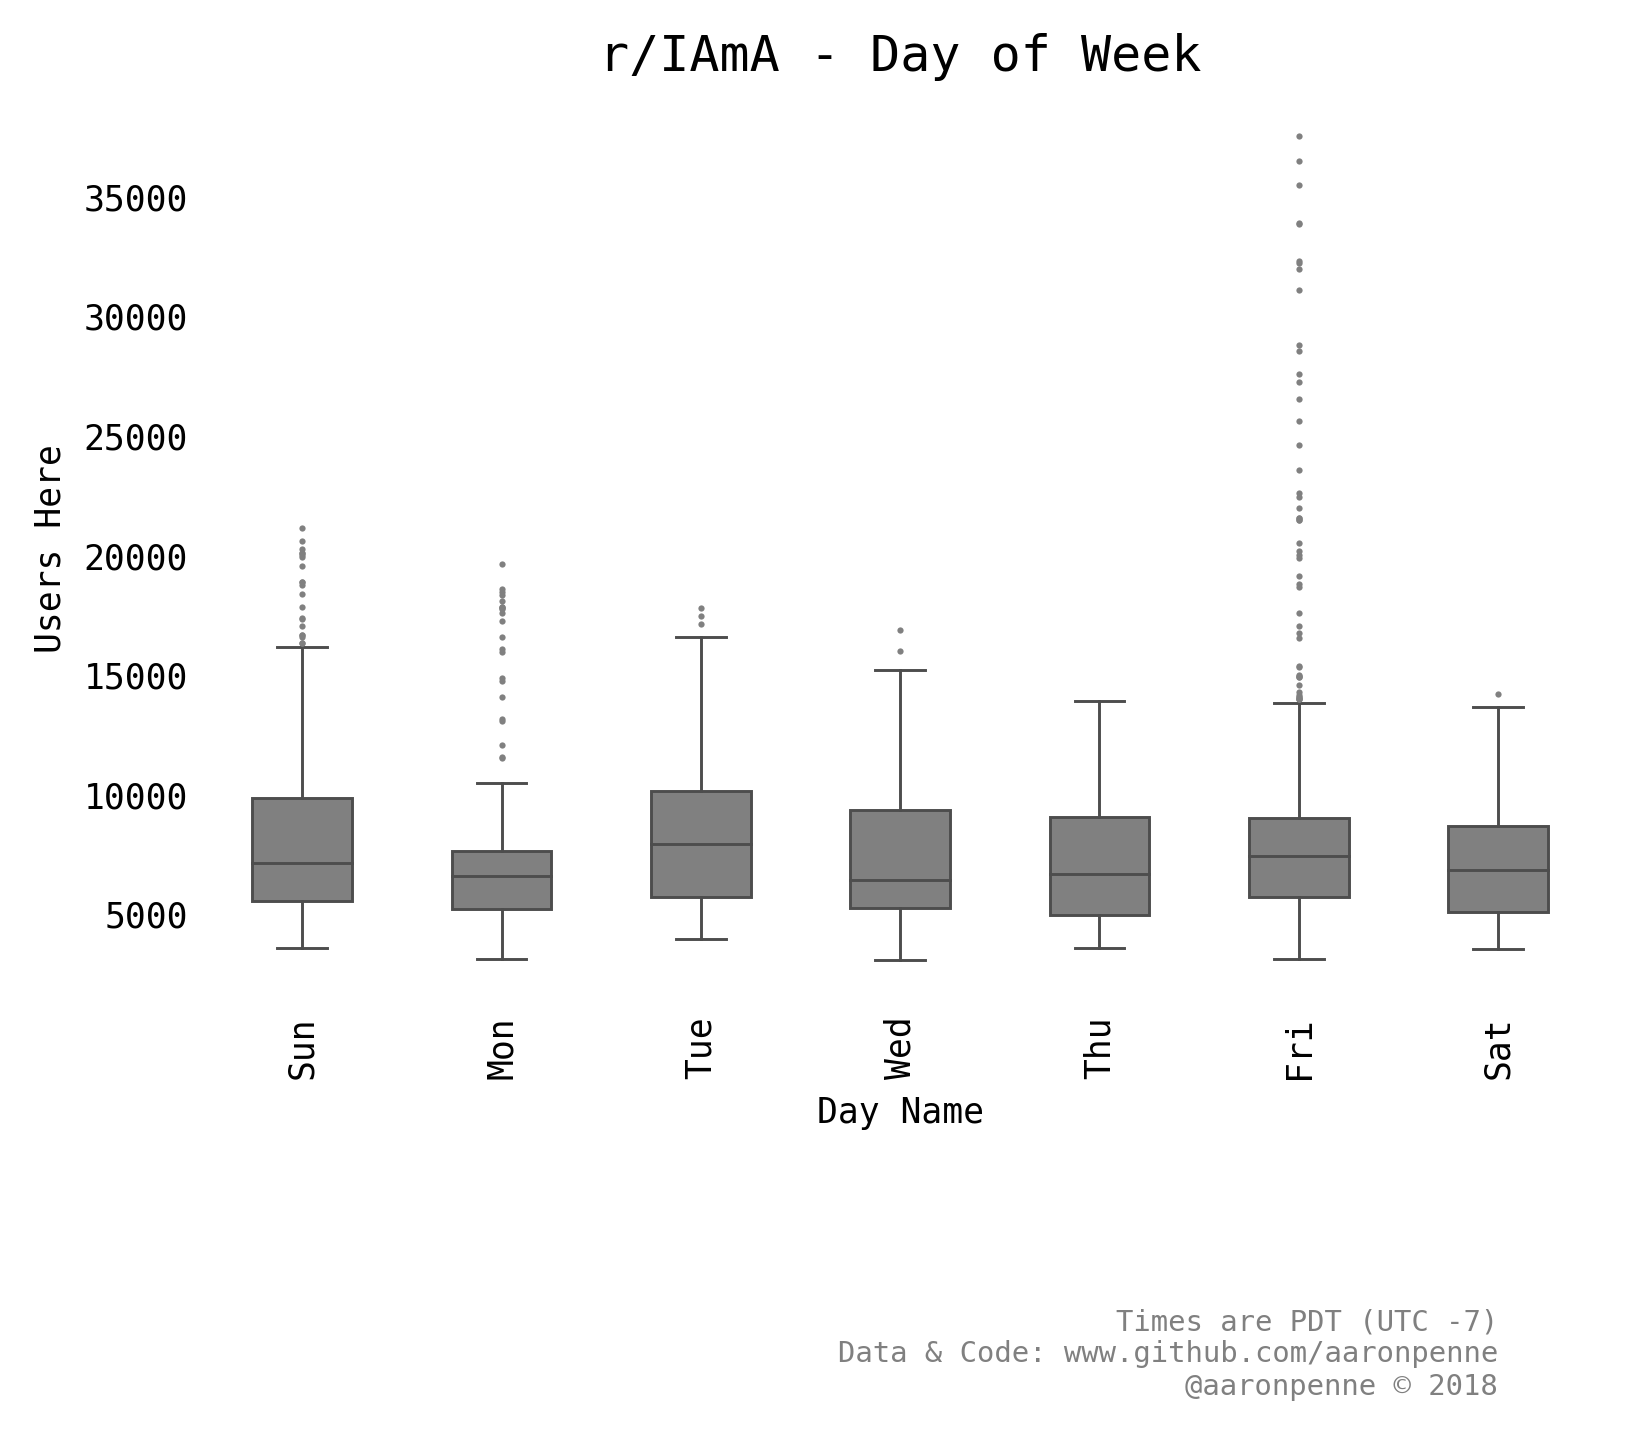 r/IAmA - Day of Week
35000
30000
25000
20000
15000
10000
5000
Users Here
Sun
Mon
Tue
Wed
Thu
Fri
Sat
Day Name
Times are PDT (UTC -7)
Data & Code: www.github.com/aaronpenne
@aaronpenne © 2018